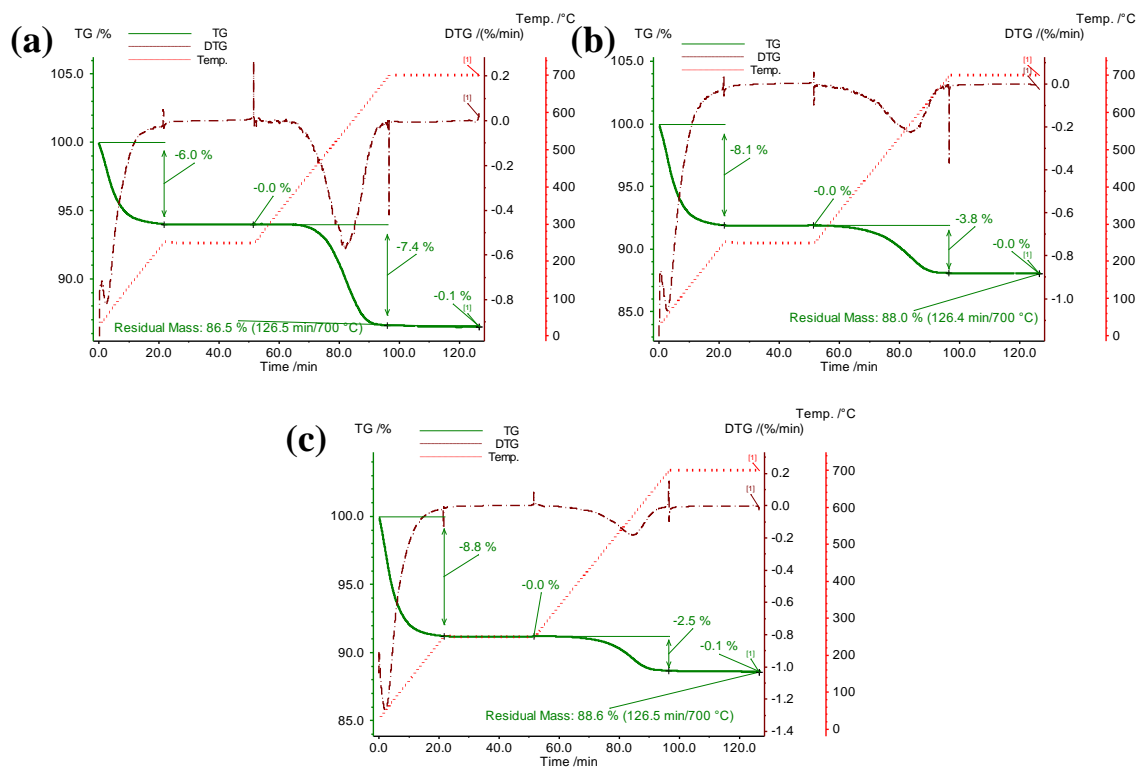 (a)
TG /%
TG
DTG
Temp.
Temp. /°C
DTG /(%/min)
105.0
100.0
95.0
90.0
-6.0 %
-0.0 %
-7.4 %
-0.1 %
[1]
[1]
[1]
Residual Mass: 86.5 % (126.5 min/700 °C)
0.2
0.0
-0.2
-0.4
-0.6
-0.8
700
600
500
400
300
200
100
0
0.0 20.0 40.0 60.0 80.0 100.0 120.0
Time /min
(b)
TG /%
TG
DTG
Temp.
Temp. /°C
DTG /(%/min)
105.0
100.0
95.0
90.0
85.0
-8.1 %
-0.0 %
-3.8 %
-0.0 %
[1]
[1]
[1]
Residual Mass: 88.0 % (126.4 min/700 °C)
0.0
-0.2
-0.4
-0.6
-0.8
-1.0
700
600
500
400
300
200
100
0
0.0 20.0 40.0 60.0 80.0 100.0 120.0
Time /min
(c)
TG /%
TG
DTG
Temp.
Temp. /°C
DTG /(%/min)
100.0
95.0
90.0
85.0
-8.8 %
-0.0 %
-2.5 %
-0.1 %
[1]
[1]
[1]
Residual Mass: 88.6 % (126.5 min/700 °C)
0.2
0.0
-0.2
-0.4
-0.6
-0.8
-1.0
-1.2
-1.4
700
600
500
400
300
200
100
0
0.0 20.0 40.0 60.0 80.0 100.0 120.0
Time /min